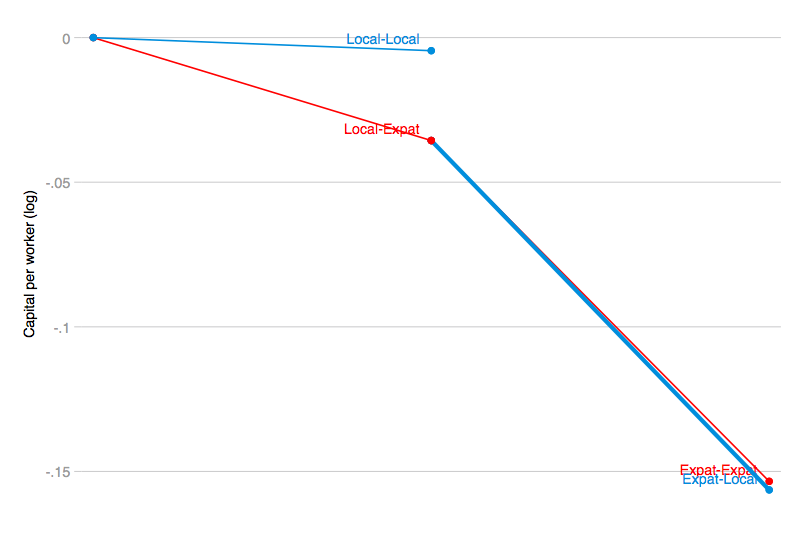 0
Local-Local
Local-Expat
-.05
Capital per worker (log)
-.1
-.15
Expat-Expat
Expat-Local